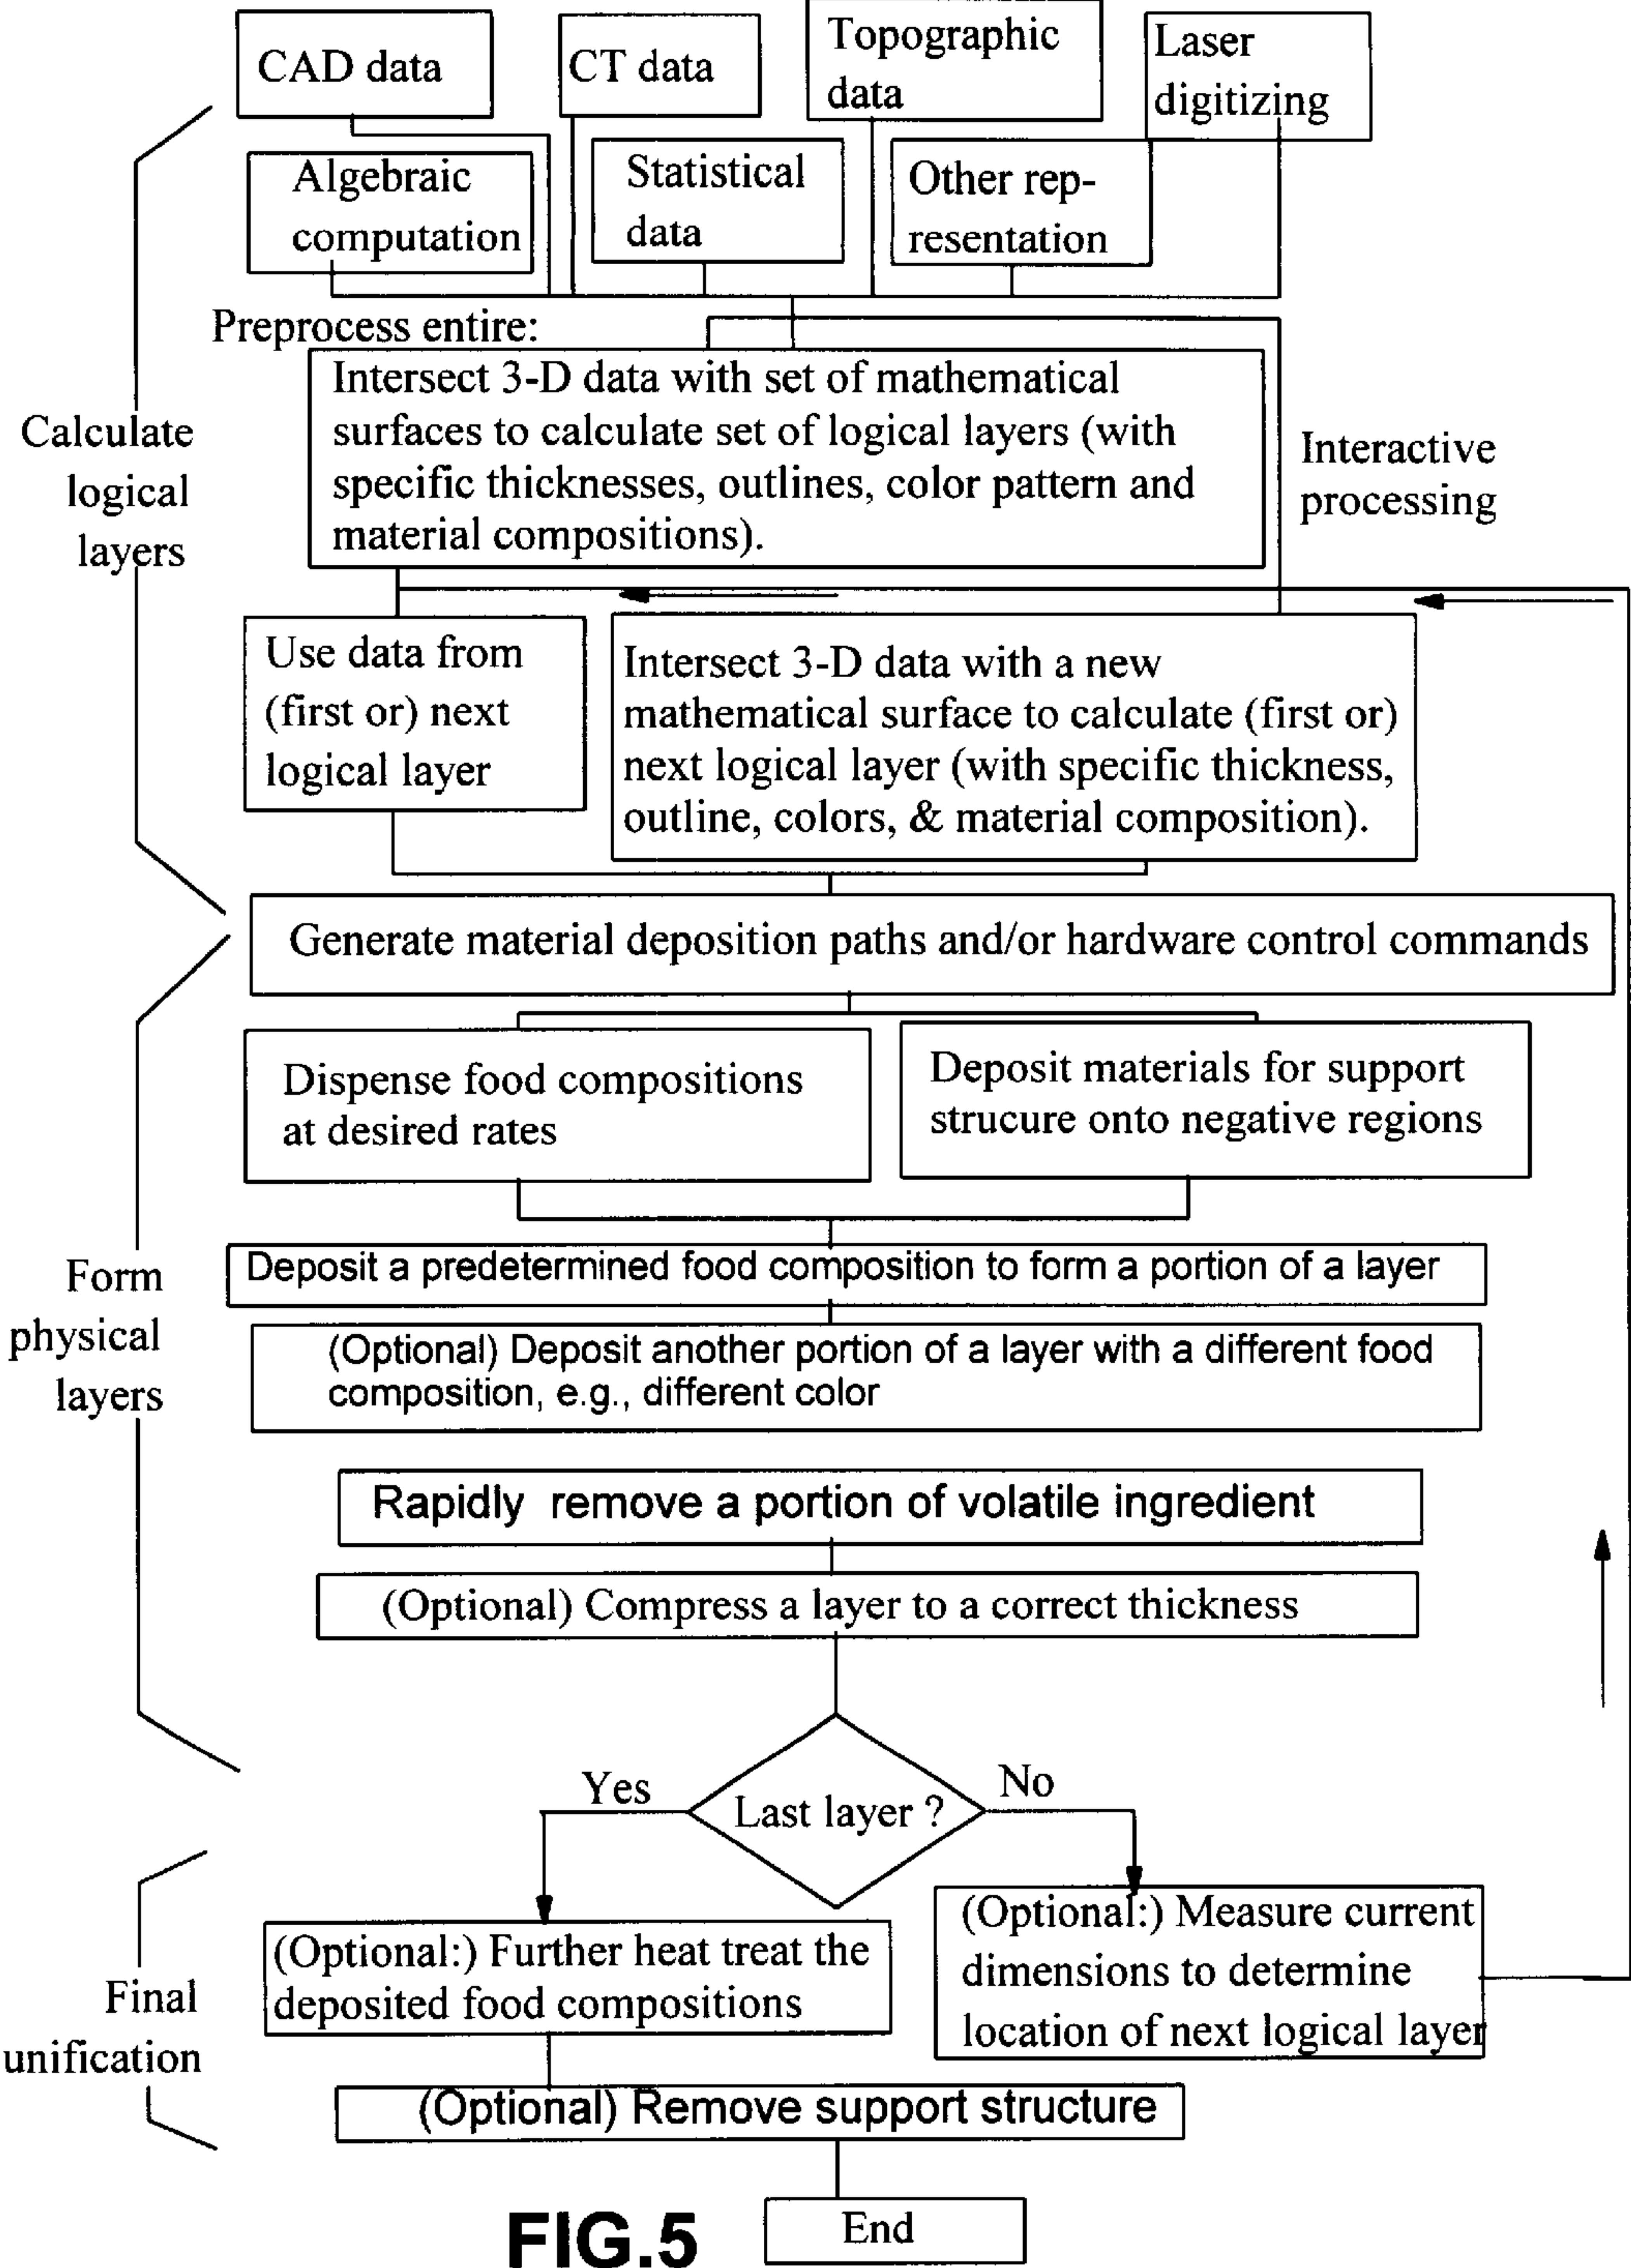 CAD data
CT data
Topographic
data
Laser
digitizing
Algebraic
computation
Statistical
data
Other rep-
resentation
Preprocess entire:
Intersect 3-D data with set of mathematical
surfaces to calculate set of logical layers (with
specific thicknesses, outlines, color pattern and
material compositions).
Calculate
logical
layers
Interactive
processing
Use data from
(first or) next
logical layer
Intersect 3-D data with a new
mathematical surface to calculate (first or)
next logical layer (with specific thickness,
outline, colors, & material composition).
Generate material deposition paths and/or hardware control commands
Dispense food compositions
at desired rates
Deposit materials for support
strucure onto negative regions
Deposit a predetermined food composition to form a portion of a layer
Form
physical
layers
(Optional) Deposit another portion of a layer with a different food
composition, e.g., different color
Rapidly remove a portion of volatile ingredient
(Optional) Compress a layer to a correct thickness
Yes
No
Last layer ?
(Optional:) Further heat treat the
deposited food compositions
(Optional:) Measure current
dimensions to determine
location of next logical layer
Final
unification
(Optional) Remove support structure
End
FIG.5